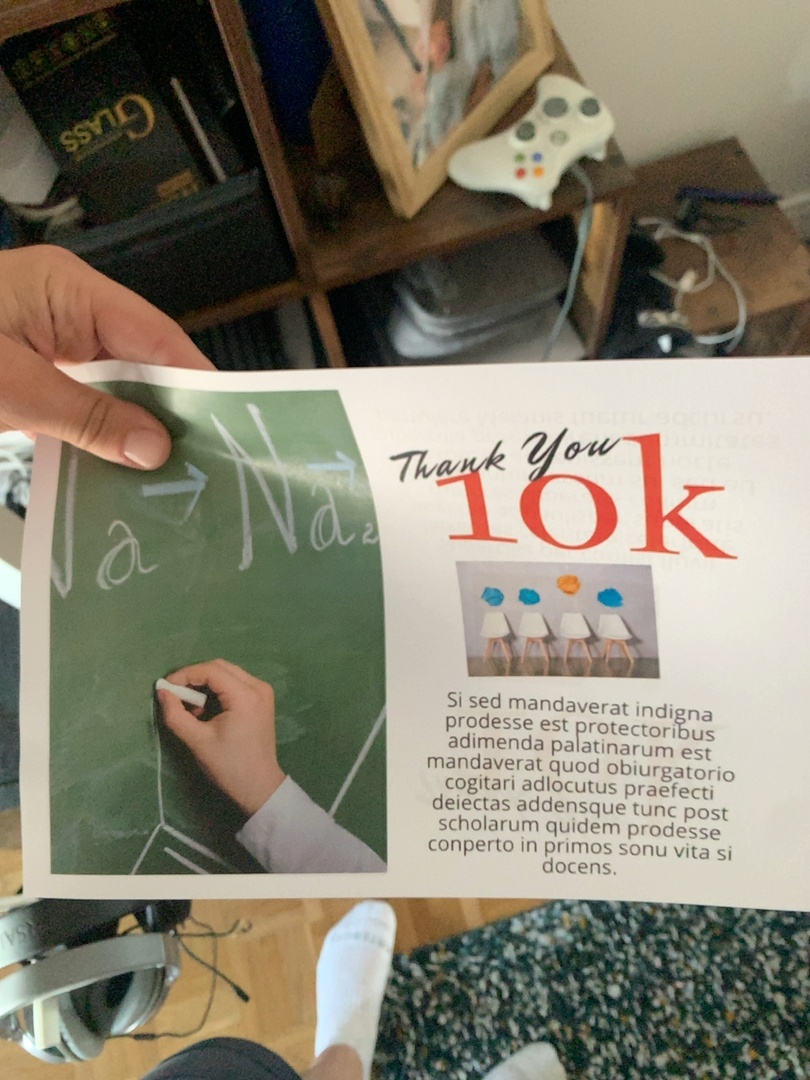 GLASS
Na → Na₂
Thank You
10k
Si sed mandaverat indigna
prodesse est protectoribus
adimenda palatinarum est
mandaverat quod obiurgatorio
cogitari adlocutus praefecti
deiectas addensque tunc post
scholarum quidem prodesse
conperto in primos sonu vita si
docens.